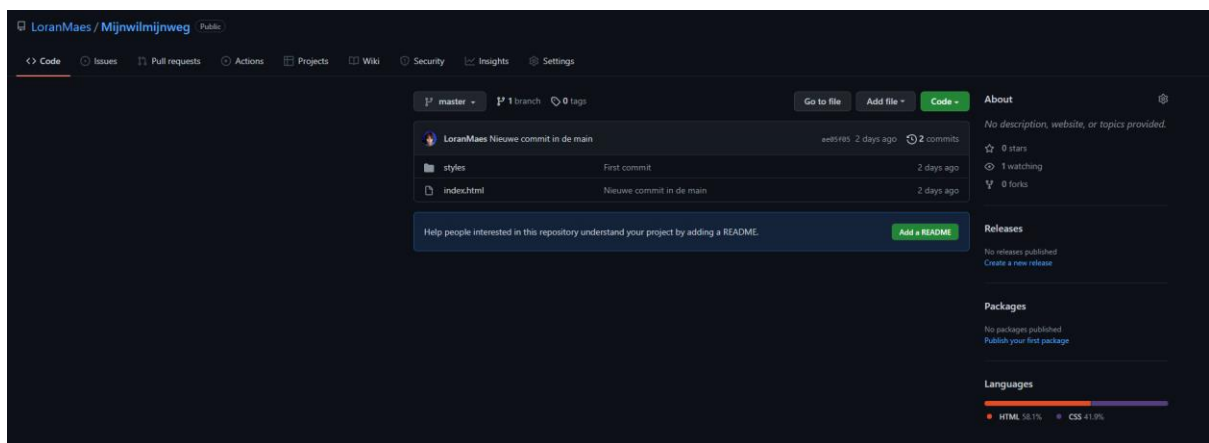 LoranMaes / Mijnwilmijnweg Public
<> Code Issues Pull requests Actions Projects Wiki Security Insights Settings
master 1 branch 0 tags Go to file Add file Code
LoranMaes Nieuwe commit in de main ae05f05 2 days ago 2 commits
styles First commit 2 days ago
index.html Nieuwe commit in de main 2 days ago
Help people interested in this repository understand your project by adding a README. Add a README
About
No description, website, or topics provided.
0 stars
1 watching
0 forks
Releases
No releases published
Create a new release
Packages
No packages published
Publish your first package
Languages
HTML 58.1% CSS 41.9%